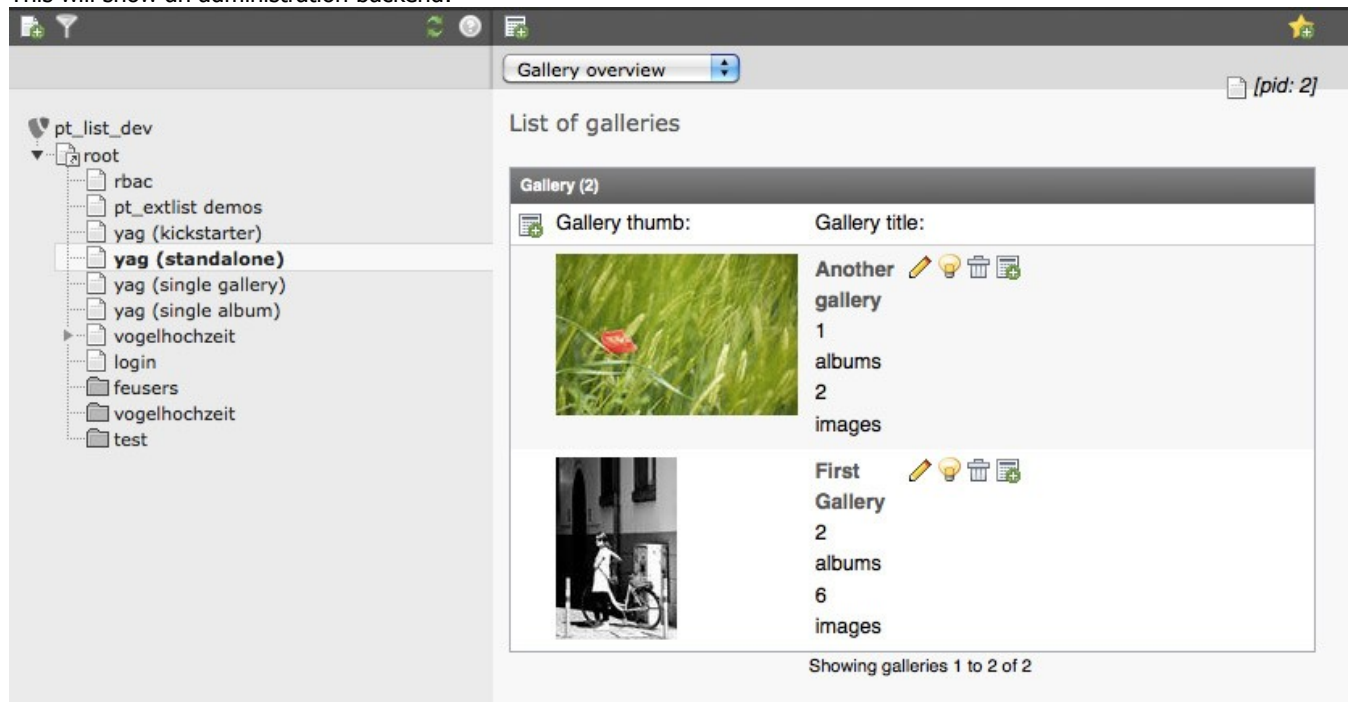 This will show an administration backend.
Gallery overview
[pid: 2]
pt_list_dev
root
rbac
pt_extlist demos
yag (kickstarter)
yag (standalone)
yag (single gallery)
yag (single album)
vogelhochzeit
login
feusers
vogelhochzeit
test
List of galleries
Gallery (2)
Gallery thumb: Gallery title:
Another
gallery
1
albums
2
images
First
Gallery
2
albums
6
images
Showing galleries 1 to 2 of 2